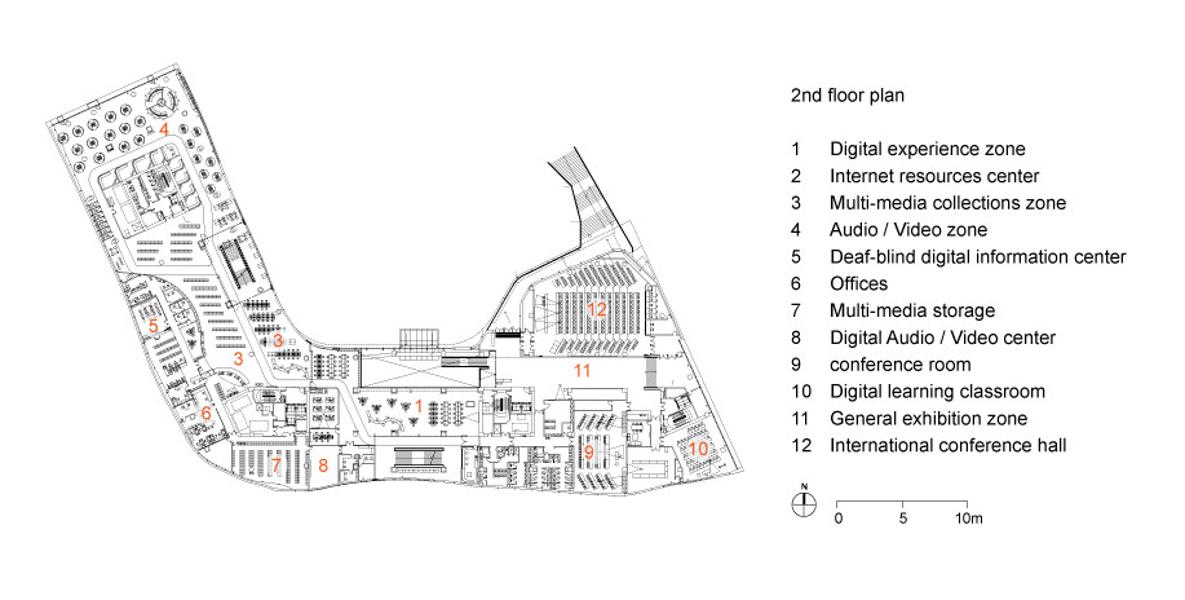 2nd floor plan
1 Digital experience zone
2 Internet resources center
3 Multi-media collections zone
4 Audio / Video zone
5 Deaf-blind digital information center
6 Offices
7 Multi-media storage
8 Digital Audio / Video center
9 conference room
10 Digital learning classroom
11 General exhibition zone
12 International conference hall
N
0 5 10m
4
12
5
3
3
11
1
6
9
10
7
8